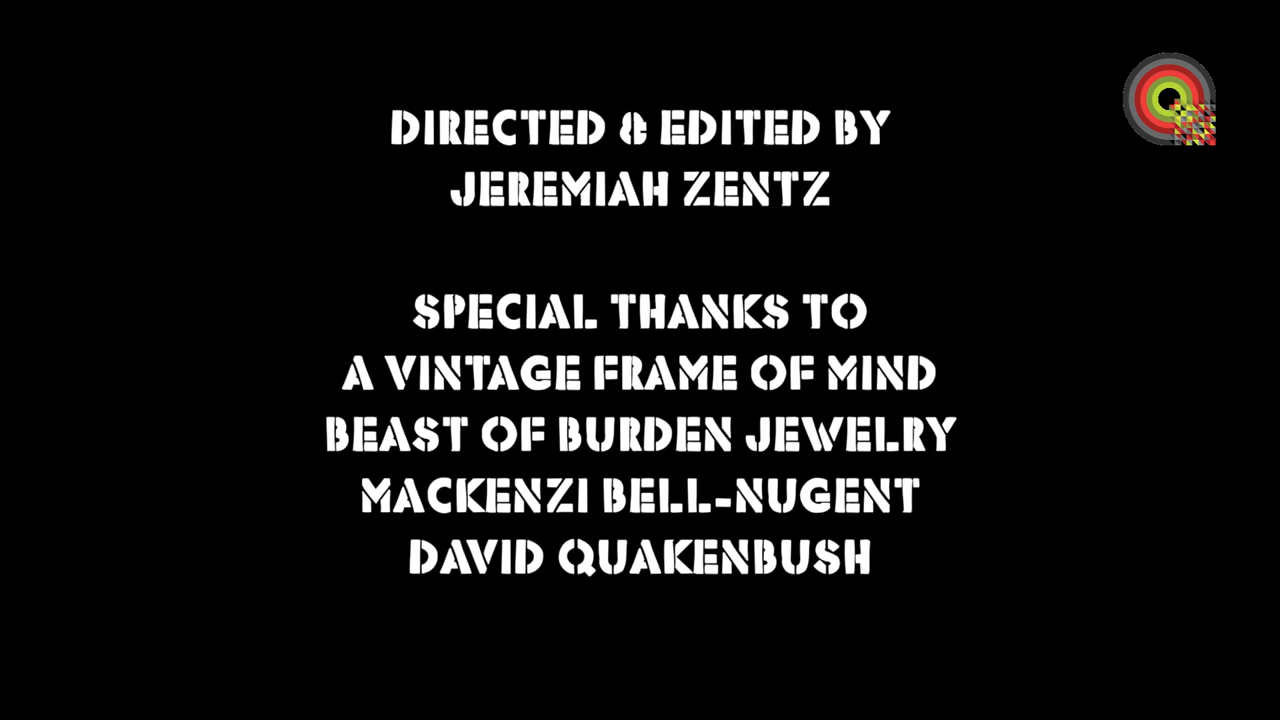 DIRECTED & EDITED BY
JEREMIAH ZENTZ
SPECIAL THANKS TO
A VINTAGE FRAME OF MIND
BEAST OF BURDEN JEWELRY
MACKENZI BELL-NUGENT
DAVID QUAKENBUSH